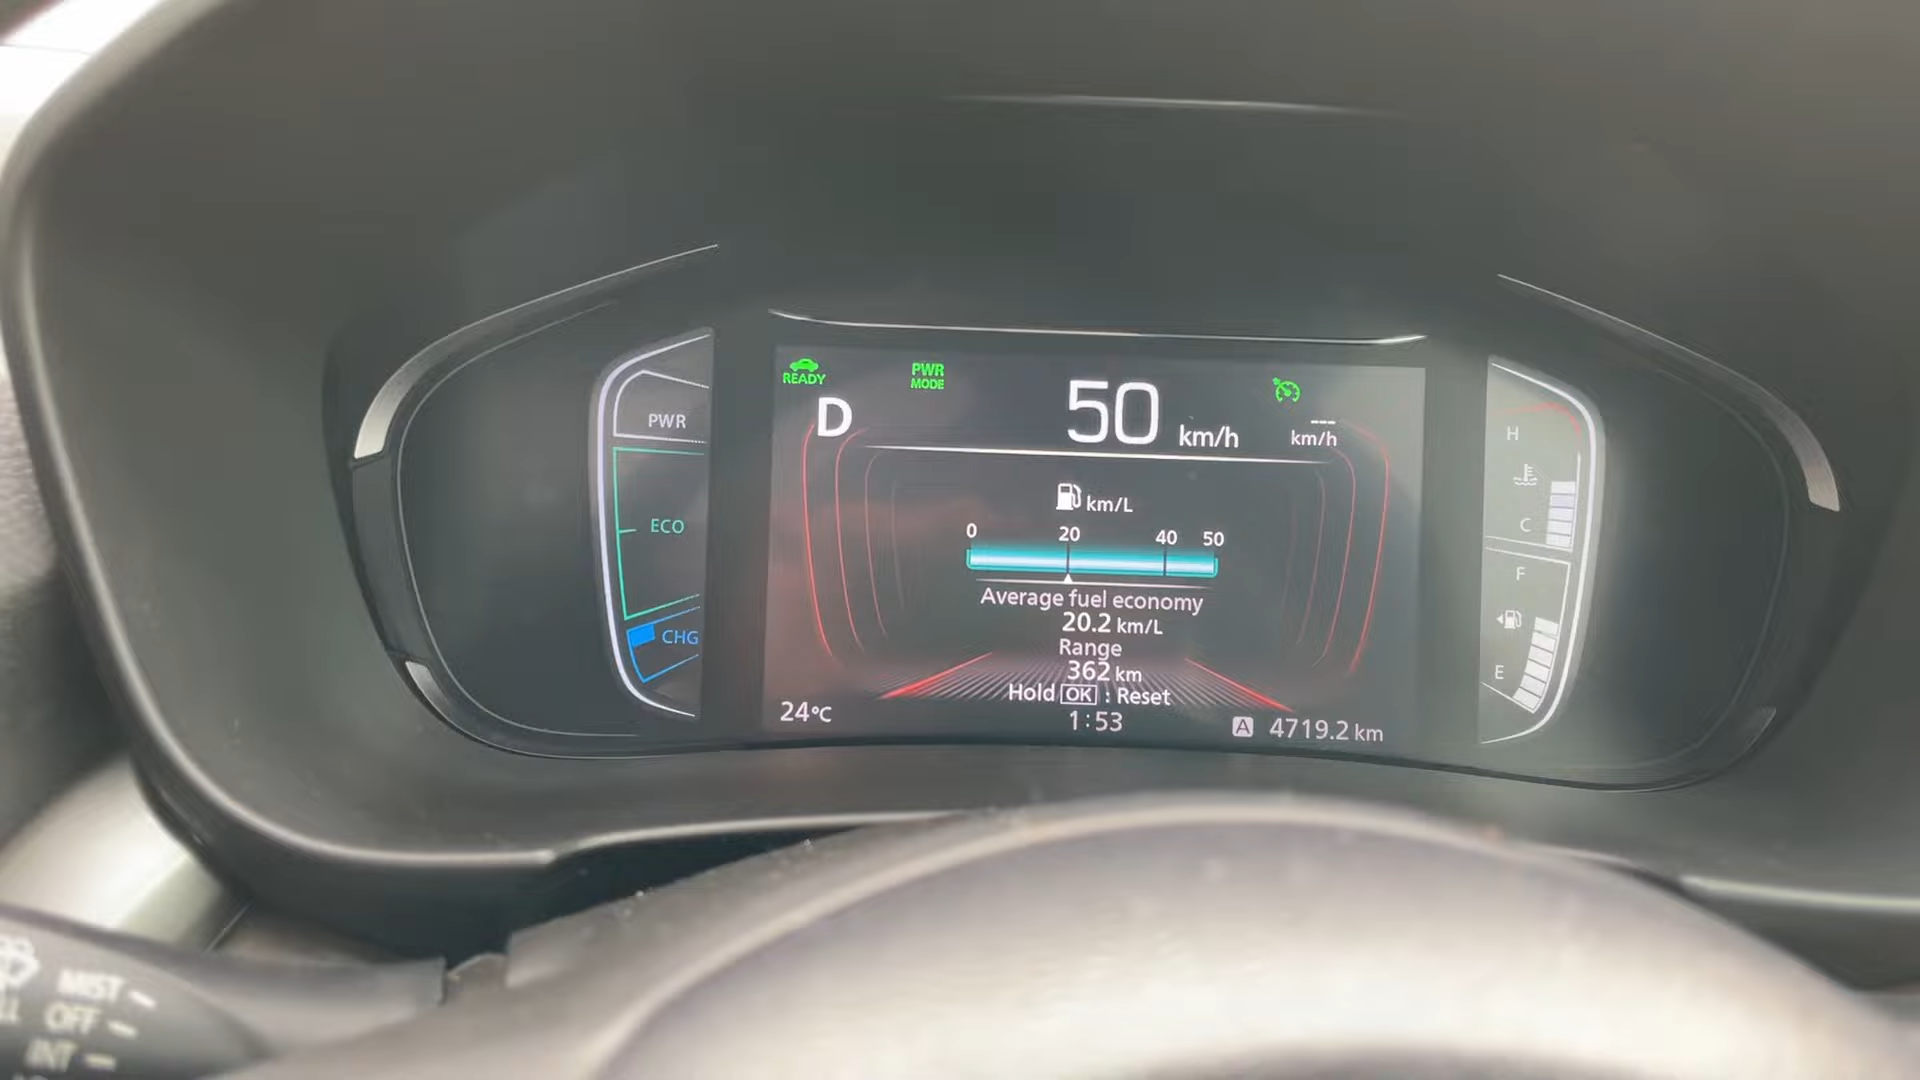 READY
PWR
MODE
D
50 km/h
---
km/h
PWR
ECO
CHG
km/L
0 20 40 50
Average fuel economy
20.2 km/L
Range
362 km
Hold OK : Reset
24°C
1:53
A 4719.2 km
H
C
F
E
MIST
OFF
INT